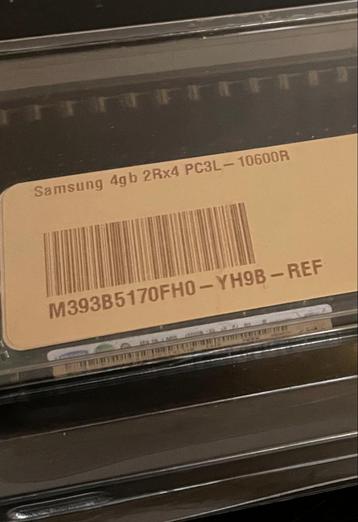 Samsung 4gb 2Rx4 PC3L-10600R
M393B5170FH0-YH9B-REF